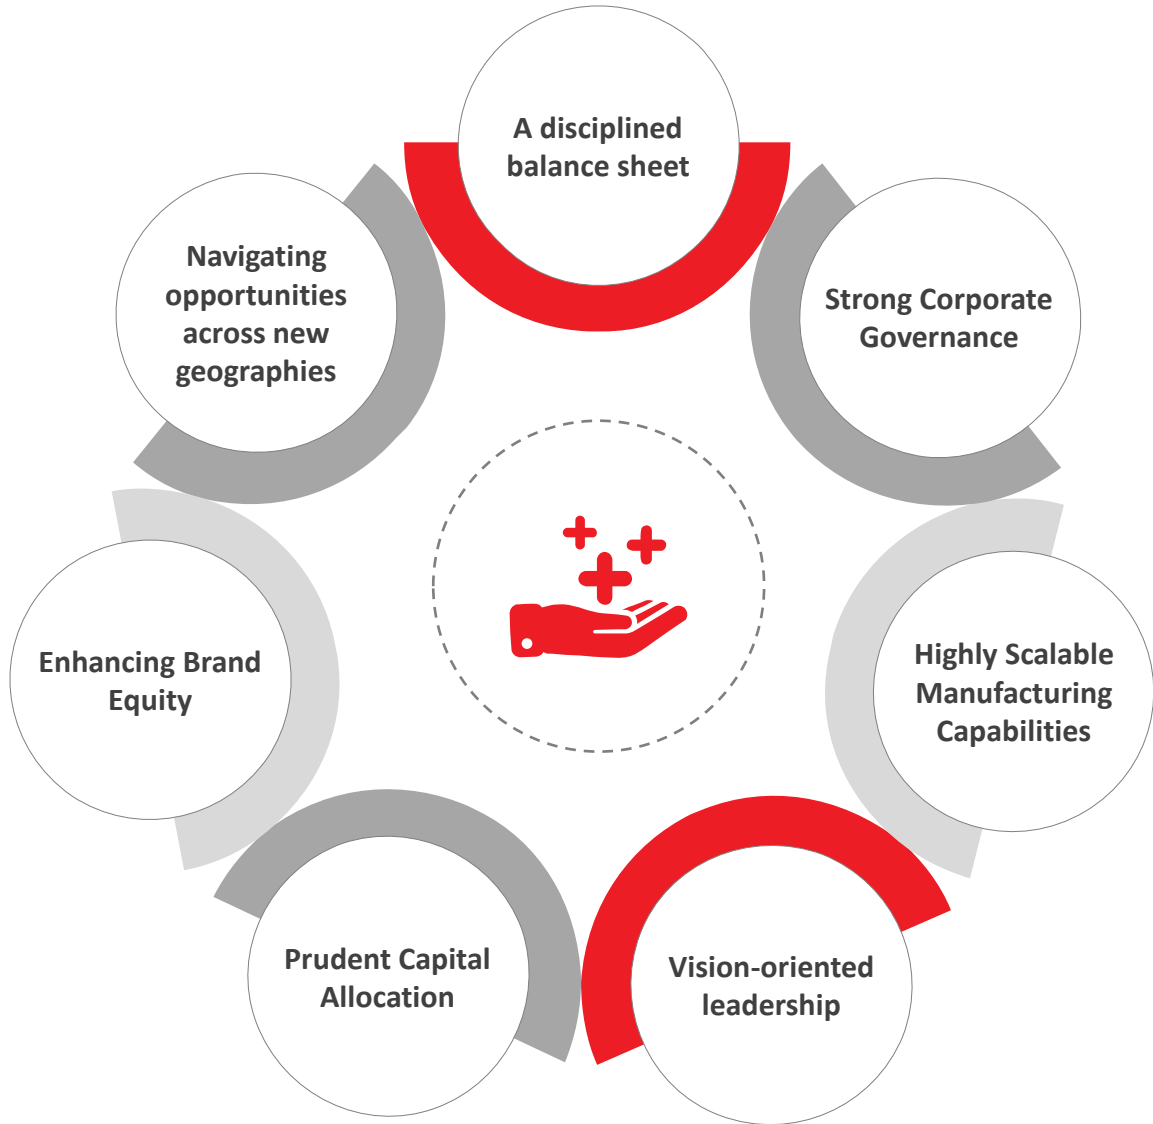 A disciplined
balance sheet
Strong Corporate
Governance
Highly Scalable
Manufacturing
Capabilities
Vision-oriented
leadership
Prudent Capital
Allocation
Enhancing Brand
Equity
Navigating
opportunities
across new
geographies